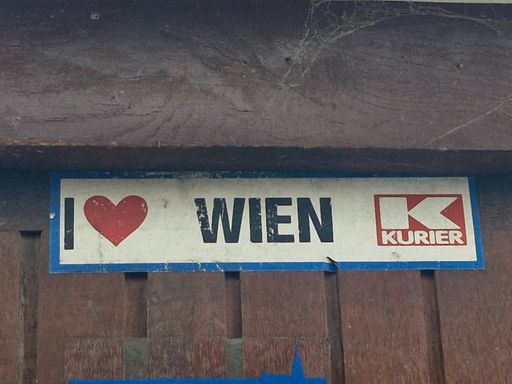 I ❤ WIEN
K
KURIER